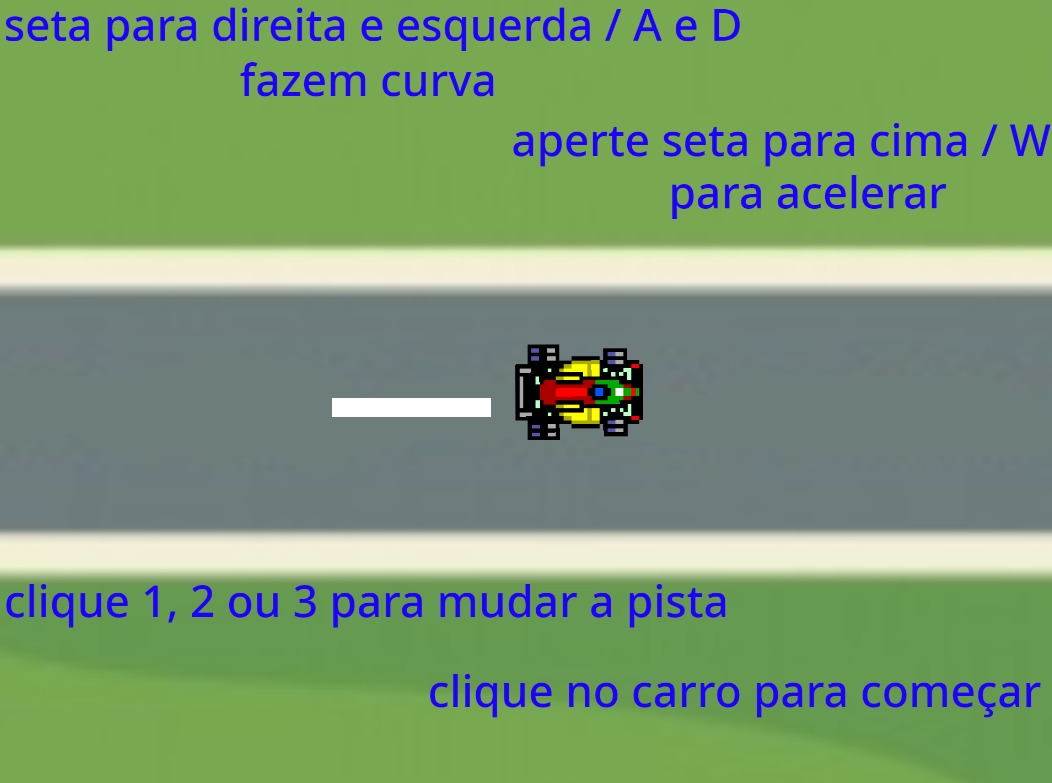 seta para direita e esquerda / A e D
fazem curva
aperte seta para cima / W
para acelerar
clique 1, 2 ou 3 para mudar a pista
clique no carro para começar